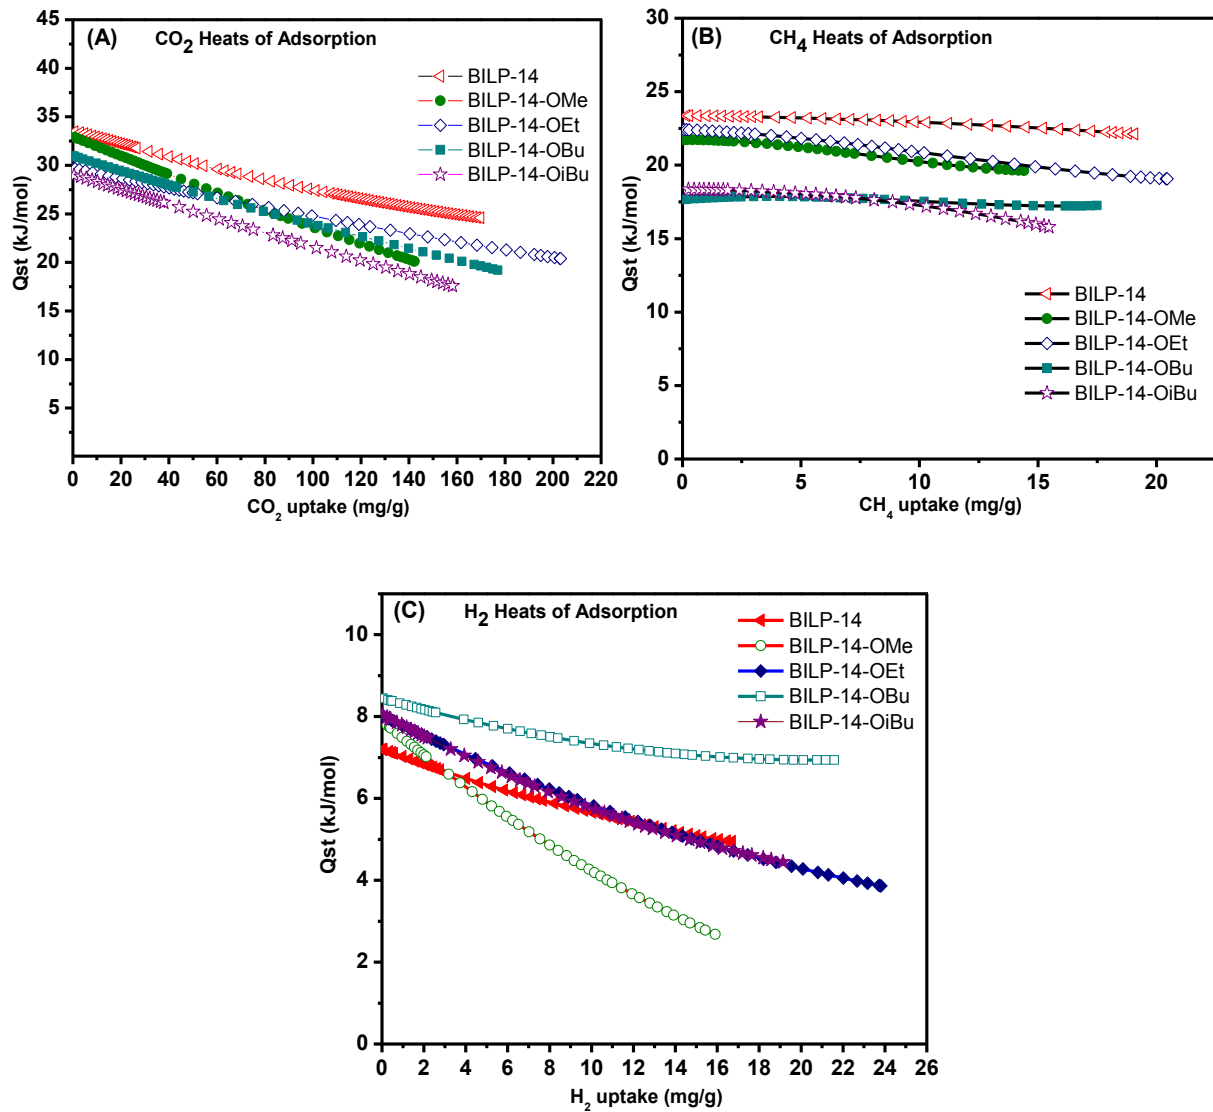 (A) CO2 Heats of Adsorption
BILP-14
BILP-14-OMe
BILP-14-OEt
BILP-14-OBu
BILP-14-OiBu
45
40
35
30
25
20
15
10
5
Qst (kJ/mol)
0 20 40 60 80 100 120 140 160 180 200 220
CO2 uptake (mg/g)
(B) CH4 Heats of Adsorption
30
25
20
15
10
5
0
Qst (kJ/mol)
BILP-14
BILP-14-OMe
BILP-14-OEt
BILP-14-OBu
BILP-14-OiBu
0 5 10 15 20
CH4 uptake (mg/g)
(C) H2 Heats of Adsorption
BILP-14
BILP-14-OMe
BILP-14-OEt
BILP-14-OBu
BILP-14-OiBu
10
8
6
4
2
0
Qst (kJ/mol)
0 2 4 6 8 10 12 14 16 18 20 22 24 26
H2 uptake (mg/g)